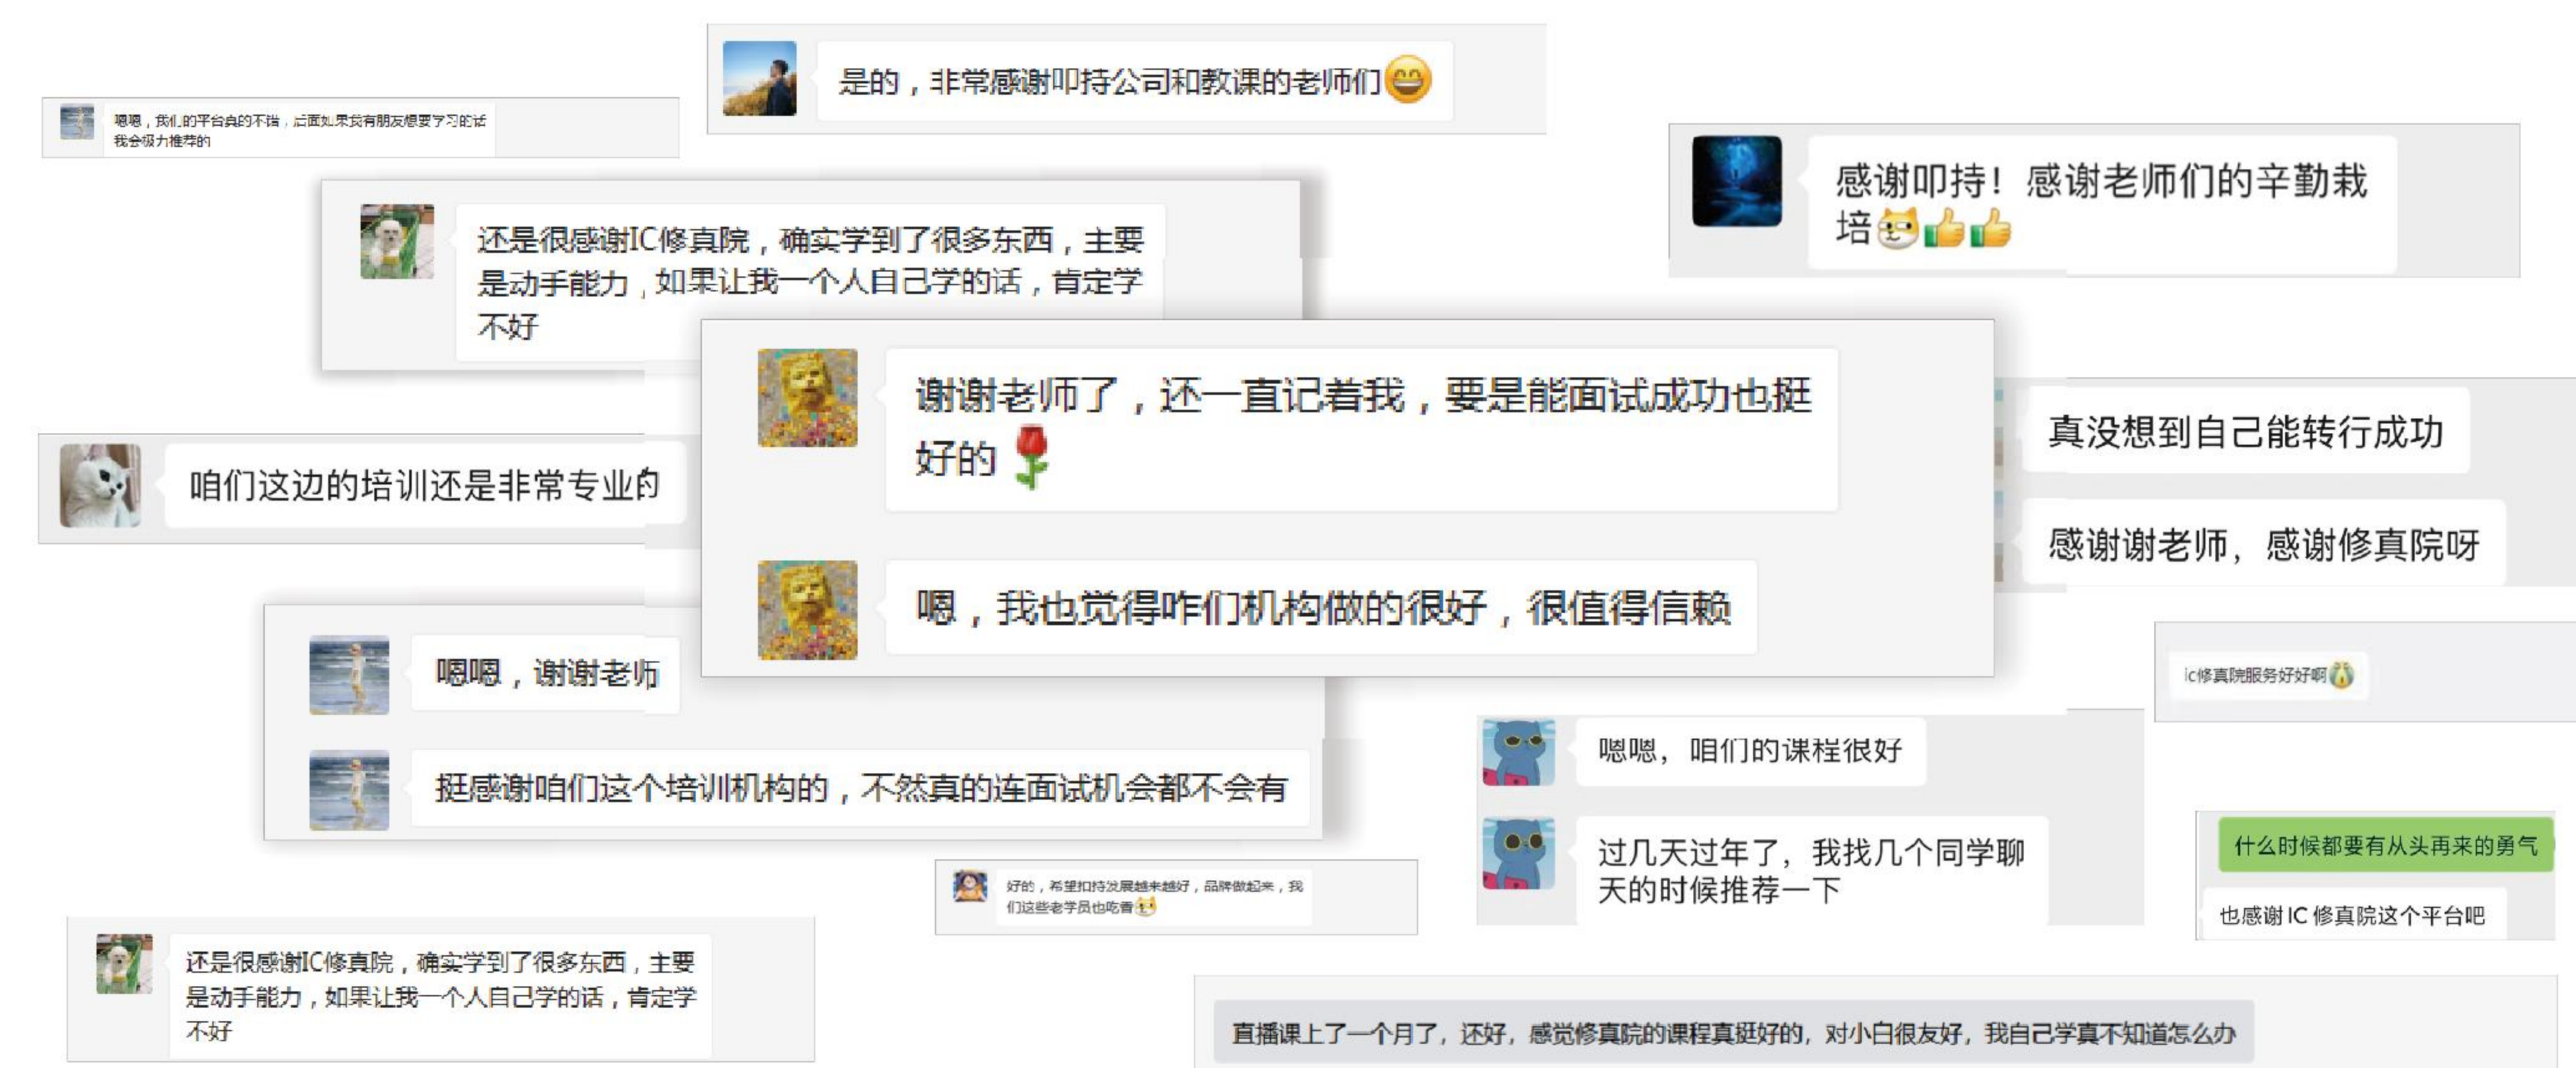 是的，非常感谢叩持公司和教课的老师们
嗯嗯，我们的平台真的不错，后面如果我有朋友想要学习的话
我会极力推荐的
感谢叩持！感谢老师们的辛勤栽
培
还是很感谢IC修真院，确实学到了很多东西，主要
是动手能力，如果让我一个人自己学的话，肯定学
不好
谢谢老师了，还一直记着我，要是能面试成功也挺
好的
嗯，我也觉得咋们机构做的很好，很值得信赖
真没想到自己能转行成功
感谢谢老师，感谢修真院呀
咱们这边的培训还是非常专业的
嗯嗯，谢谢老师
挺感谢咱们这个培训机构的，不然真的连面试机会都不会有
ic修真院服务好好啊
嗯嗯，咱们的课程很好
过几天过年了，我找几个同学聊
天的时候推荐一下
什么时候都要有从头再来的勇气
也感谢 IC 修真院这个平台吧
好的，希望扣持发展越来越好，品牌做起来，我
们这些老学员也吃香
还是很感谢IC修真院，确实学到了很多东西，主要
是动手能力，如果让我一个人自己学的话，肯定学
不好
直播课上了一个月了，还好，感觉修真院的课程真挺好的，对小白很友好，我自己学真不知道怎么办